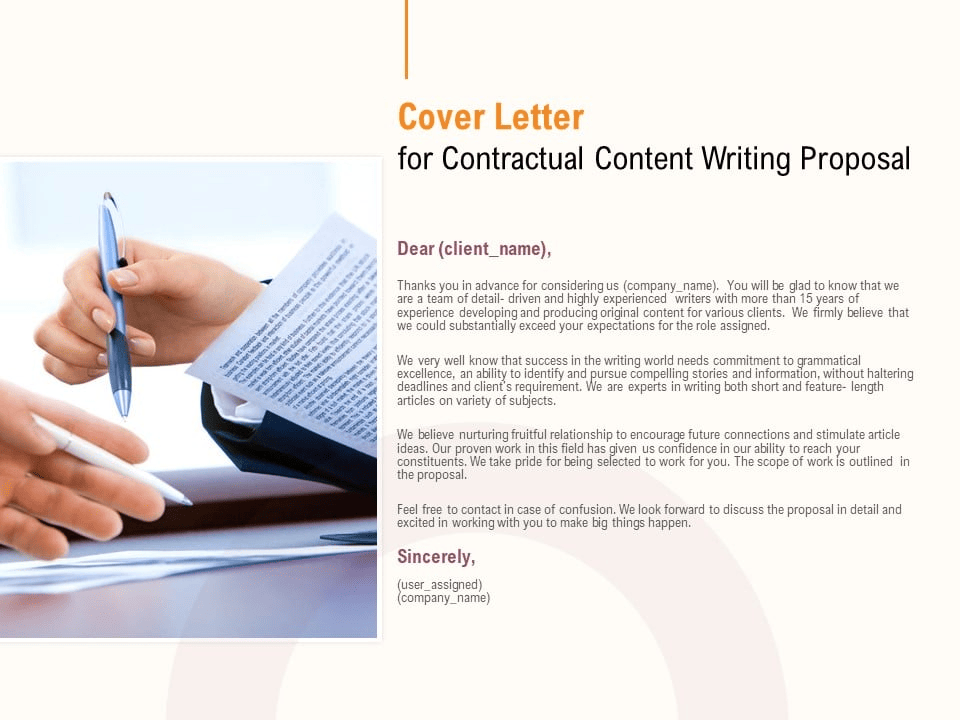 Cover Letter
for Contractual Content Writing Proposal
Dear (client_name),
Thanks you in advance for considering us (company_name). You will be glad to know that we
are a team of detail- driven and highly experienced writers with more than 15 years of
experience developing and producing original content for various clients. We firmly believe that
we could substantially exceed your expectations for the role assigned.
We very well know that success in the writing world needs commitment to grammatical
excellence, an ability to identify and pursue compelling stories and information, without haltering
deadlines and client's requirement. We are experts in writing both short and feature- length
articles on variety of subjects.
We believe nurturing fruitful relationship to encourage future connections and stimulate article
ideas. Our proven work in this field has given us confidence in our ability to reach your
constituents. We take pride for being selected to work for you. The scope of work is outlined in
the proposal.
Feel free to contact in case of confusion. We look forward to discuss the proposal in detail and
excited in working with you to make big things happen.
Sincerely,
(user_assigned)
(company_name)